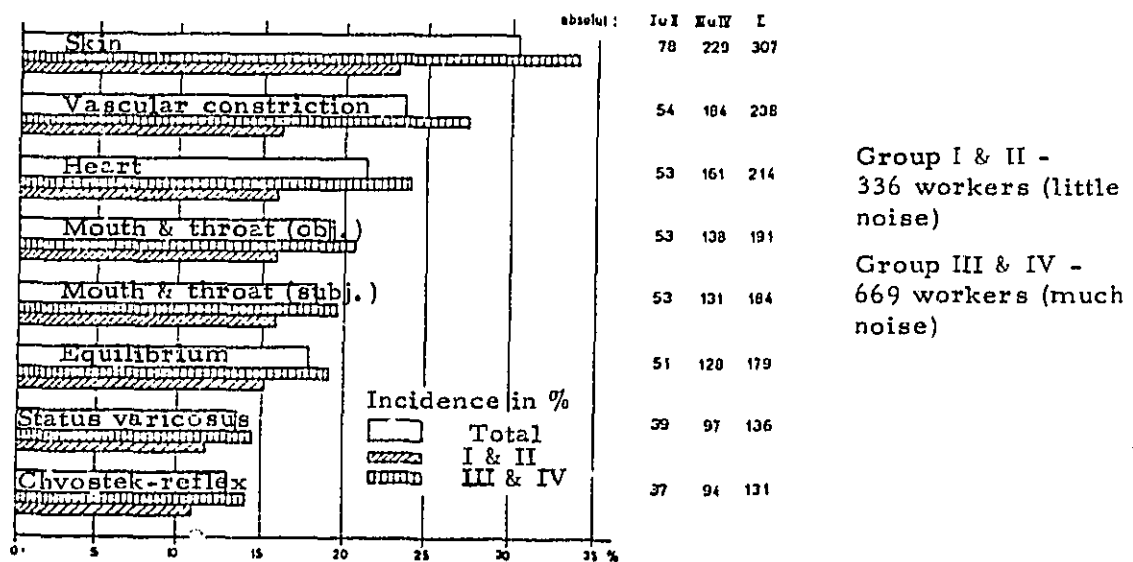 absolut : I u II III u IV Σ
Skin 78 229 307
Vascular constriction 54 184 238
Heart 53 161 214
Mouth & throat (obj.) 53 138 191
Mouth & throat (subj.) 53 131 184
Equilibrium 51 128 179
Status varicosus 39 97 136
Chvostek-reflex 37 94 131
Incidence in %
Total
I & II
III & IV
0 5 10 15 20 25 30 35 %
Group I & II -
336 workers (little
noise)
Group III & IV -
669 workers (much
noise)